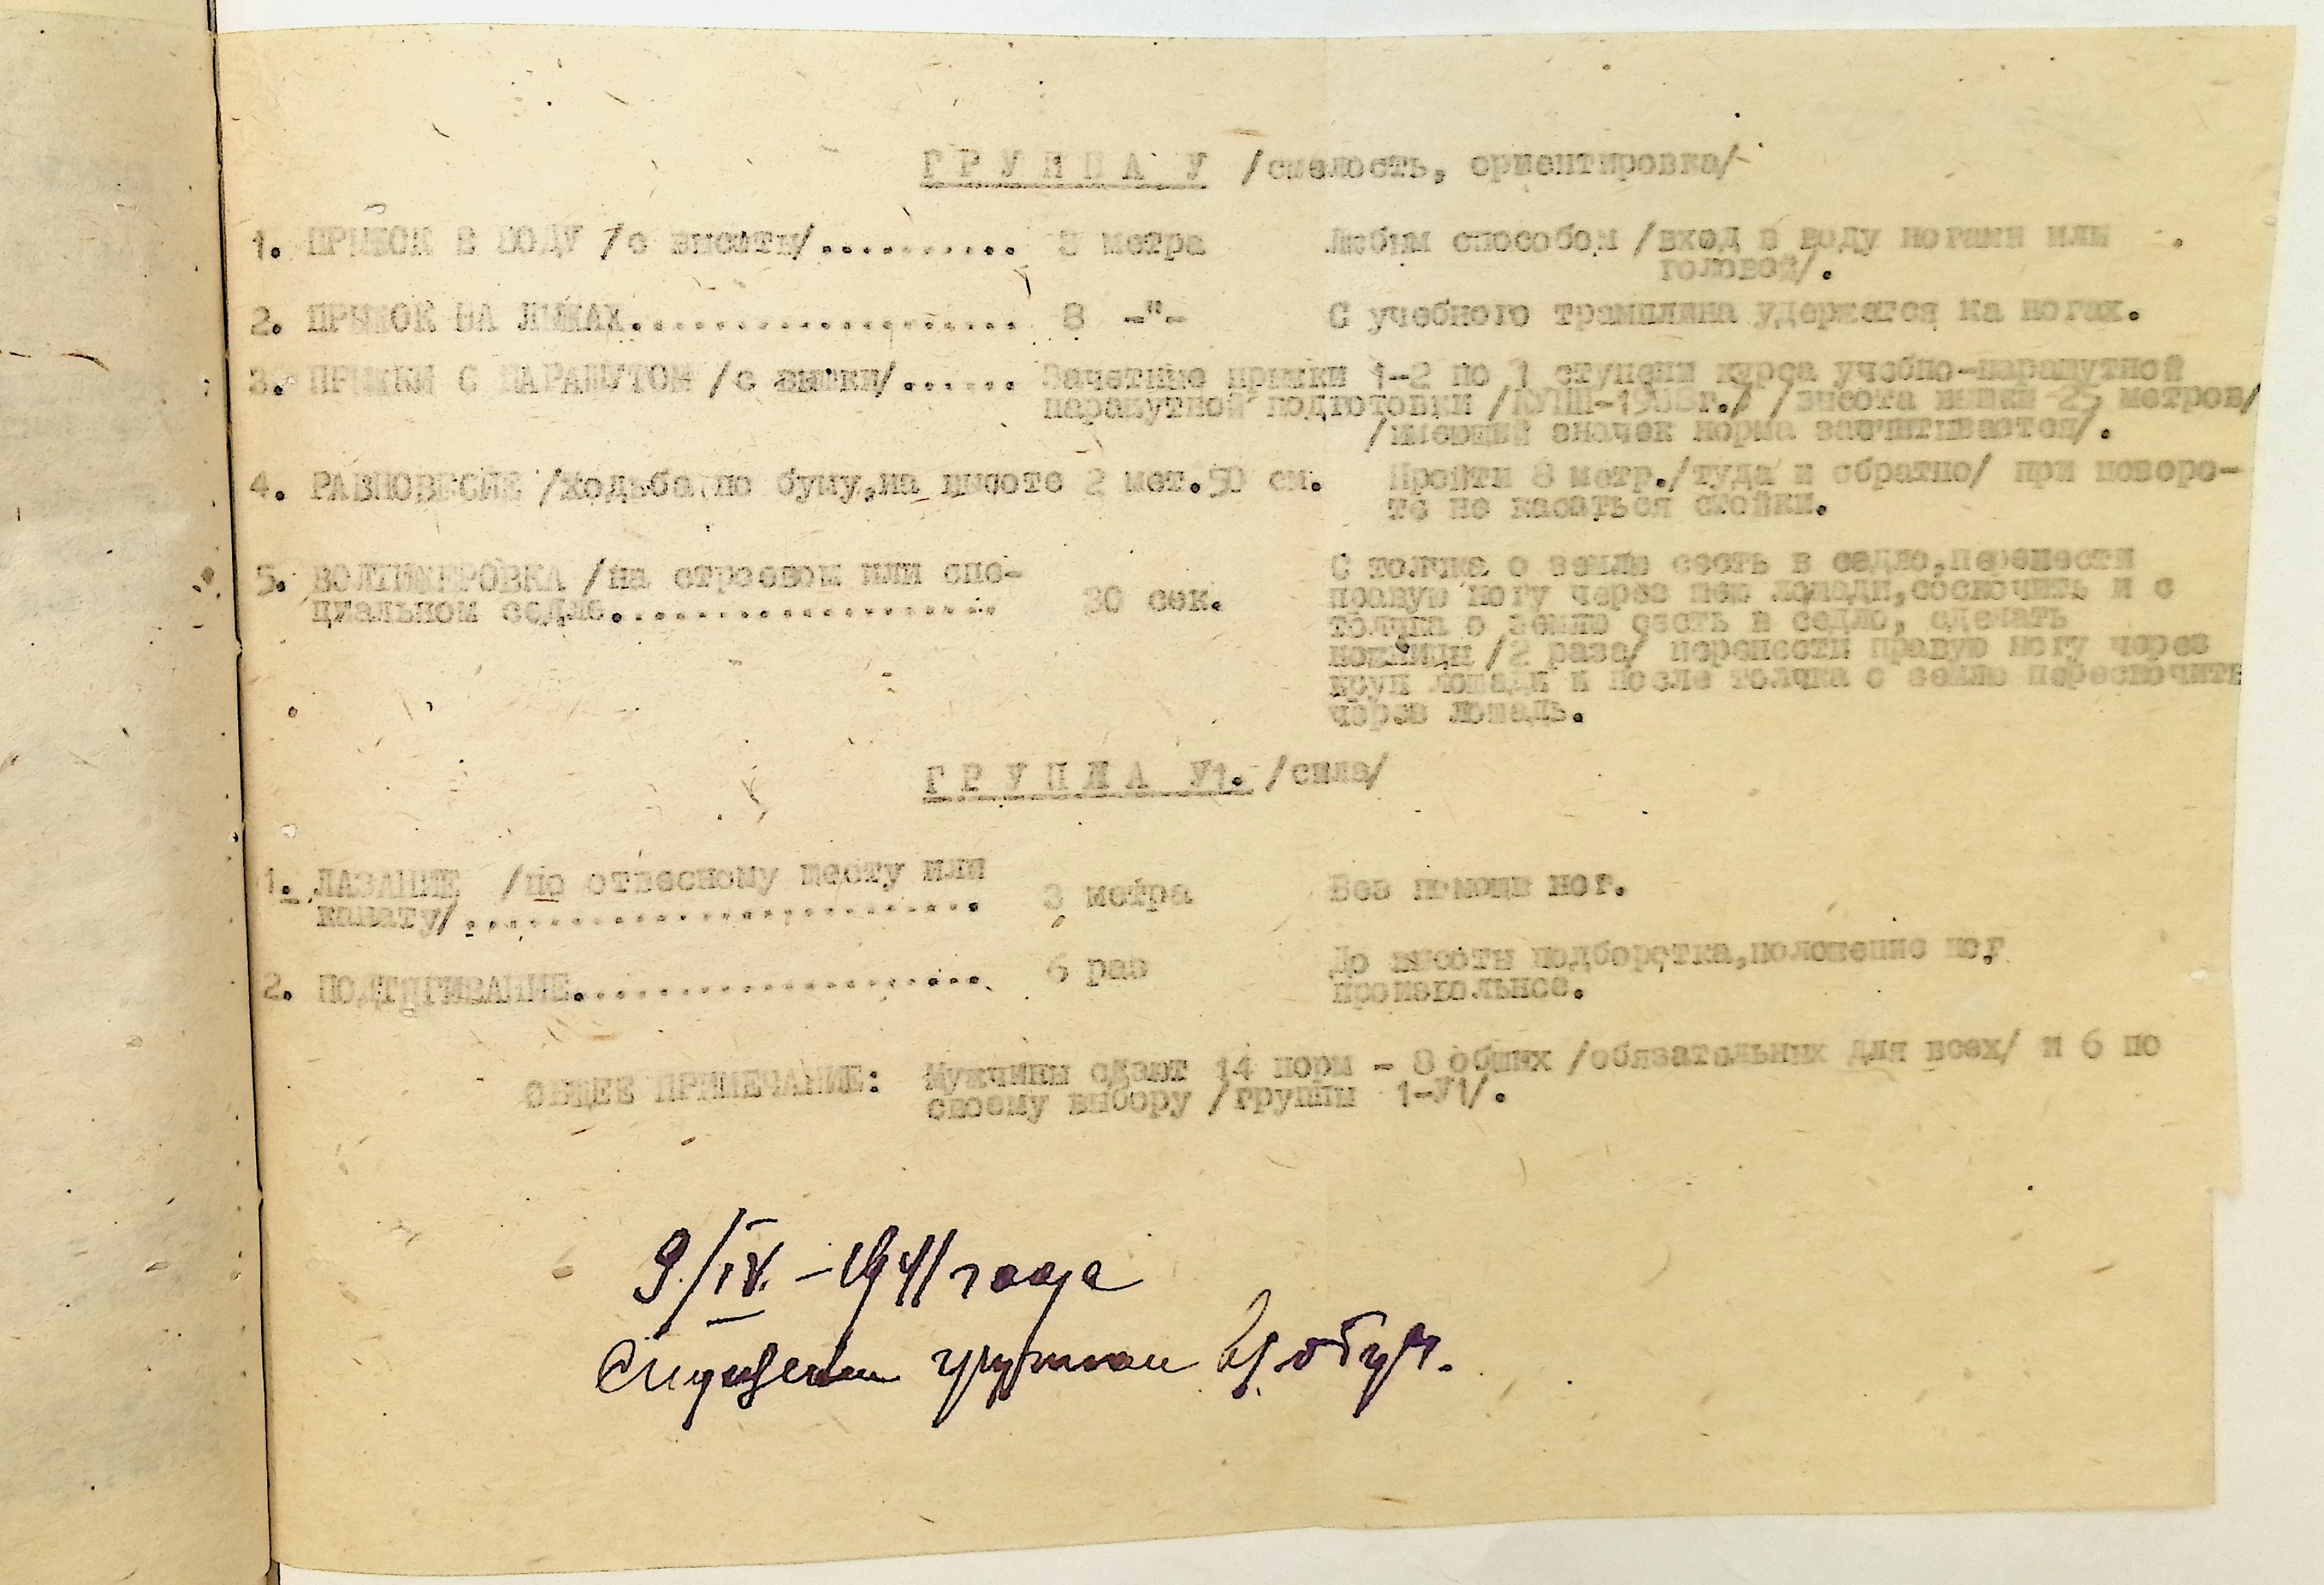 Г Р У П П А У /смелость, ориентировка/
1. ПРЫЖОК В ВОДУ /с высоты/.......... 3 метра Любым способом /вход в воду ногами или
головой/.
2. ПРЫЖОК НА ЛЫЖАХ................... 8 -"- С учебного трамплина удержатся на ногах.
3. ПРЫЖКИ С ПАРАШУТОМ /с вышки/...... Зачетные прыжки 1-2 по 1 ступени курса учебно-парашутной
парашутной подготовки /КУПП-1938г./ /высота вышки 25 метров/
/имеющий значек норма засчитывается/.
4. РАВНОВЕСИЕ /ходьба по буму,на высоте 2 мет.50 см. Пройти 8 метр./туда и обратно/ при поворо-
те не касаться стойки.
5. ВОЛТИЖИРОВКА /на строевом или спе-
циальном седле................... 30 сек. С толчка о землю сесть в седло,перенести
правую ногу через шею лошади,соскочить и с
толчка о землю сесть в седло, сделать
ножницы /2 раза/ перенести правую ногу через
круп лошади и после толчка о землю перескочить
через лошадь.
Г Р У П П А У1. /сила/
1. ЛАЗАНИЕ /по отвесному шесту или
канату/......................... 3 метра Без помощи ног.
2. ПОДТЯГИВАНИЕ.................... 6 раз До высоты подбородка,положение ног
произвольное.
ОБЩЕЕ ПРИМЕЧАНИЕ: Мужчины сдают 14 норм - 8 общих /обязательных для всех/ и 6 по
своему выбору /группы 1-У1/.
9/IV. – 1941 года
группы